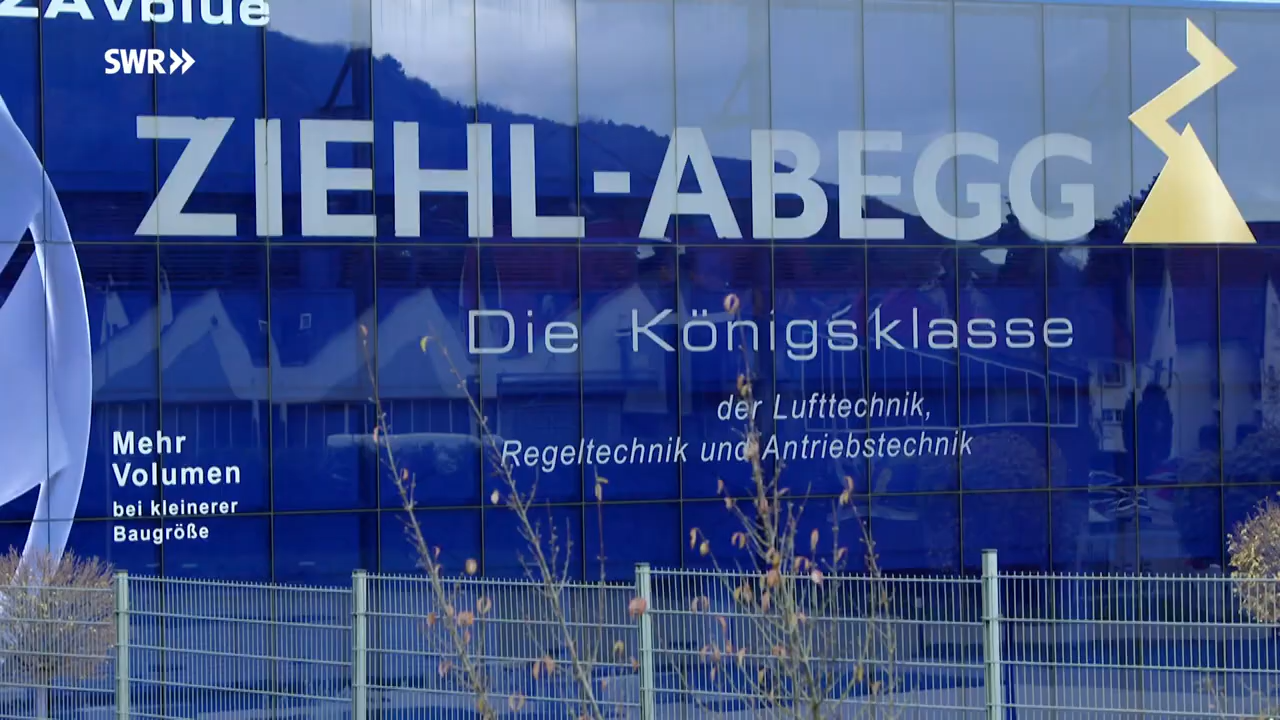 ZAvblue
SWR
ZIEHL-ABEGG
Die Königsklasse
der Lufttechnik,
Regeltechnik und Antriebstechnik
Mehr
Volumen
bei kleinerer
Baugröße